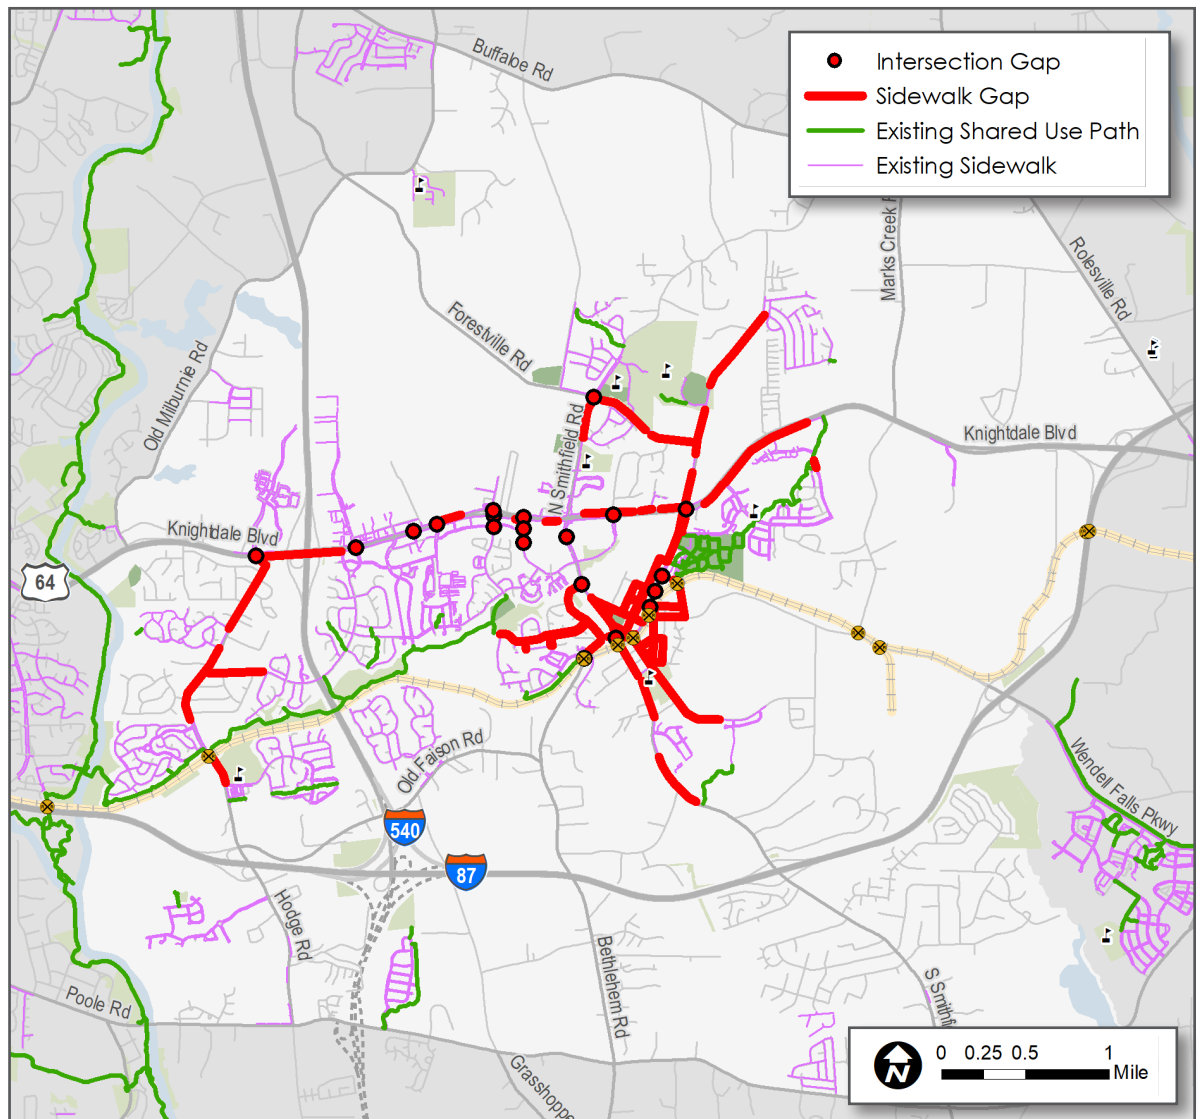 Buffaloe Rd
Intersection Gap
Sidewalk Gap
Existing Shared Use Path
Existing Sidewalk
Marks Creek R
Rolesville Rd
Forestville Rd
Old Milburnie Rd
N Smithfield Rd
Knightdale Blvd
Knightdale Blvd
64
Old Faison Rd
Wendell Falls Pkwy
540
87
Hodge Rd
Bethlehem Rd
S Smithfi
Poole Rd
Grasshoppe
N
0 0.25 0.5 1
Mile